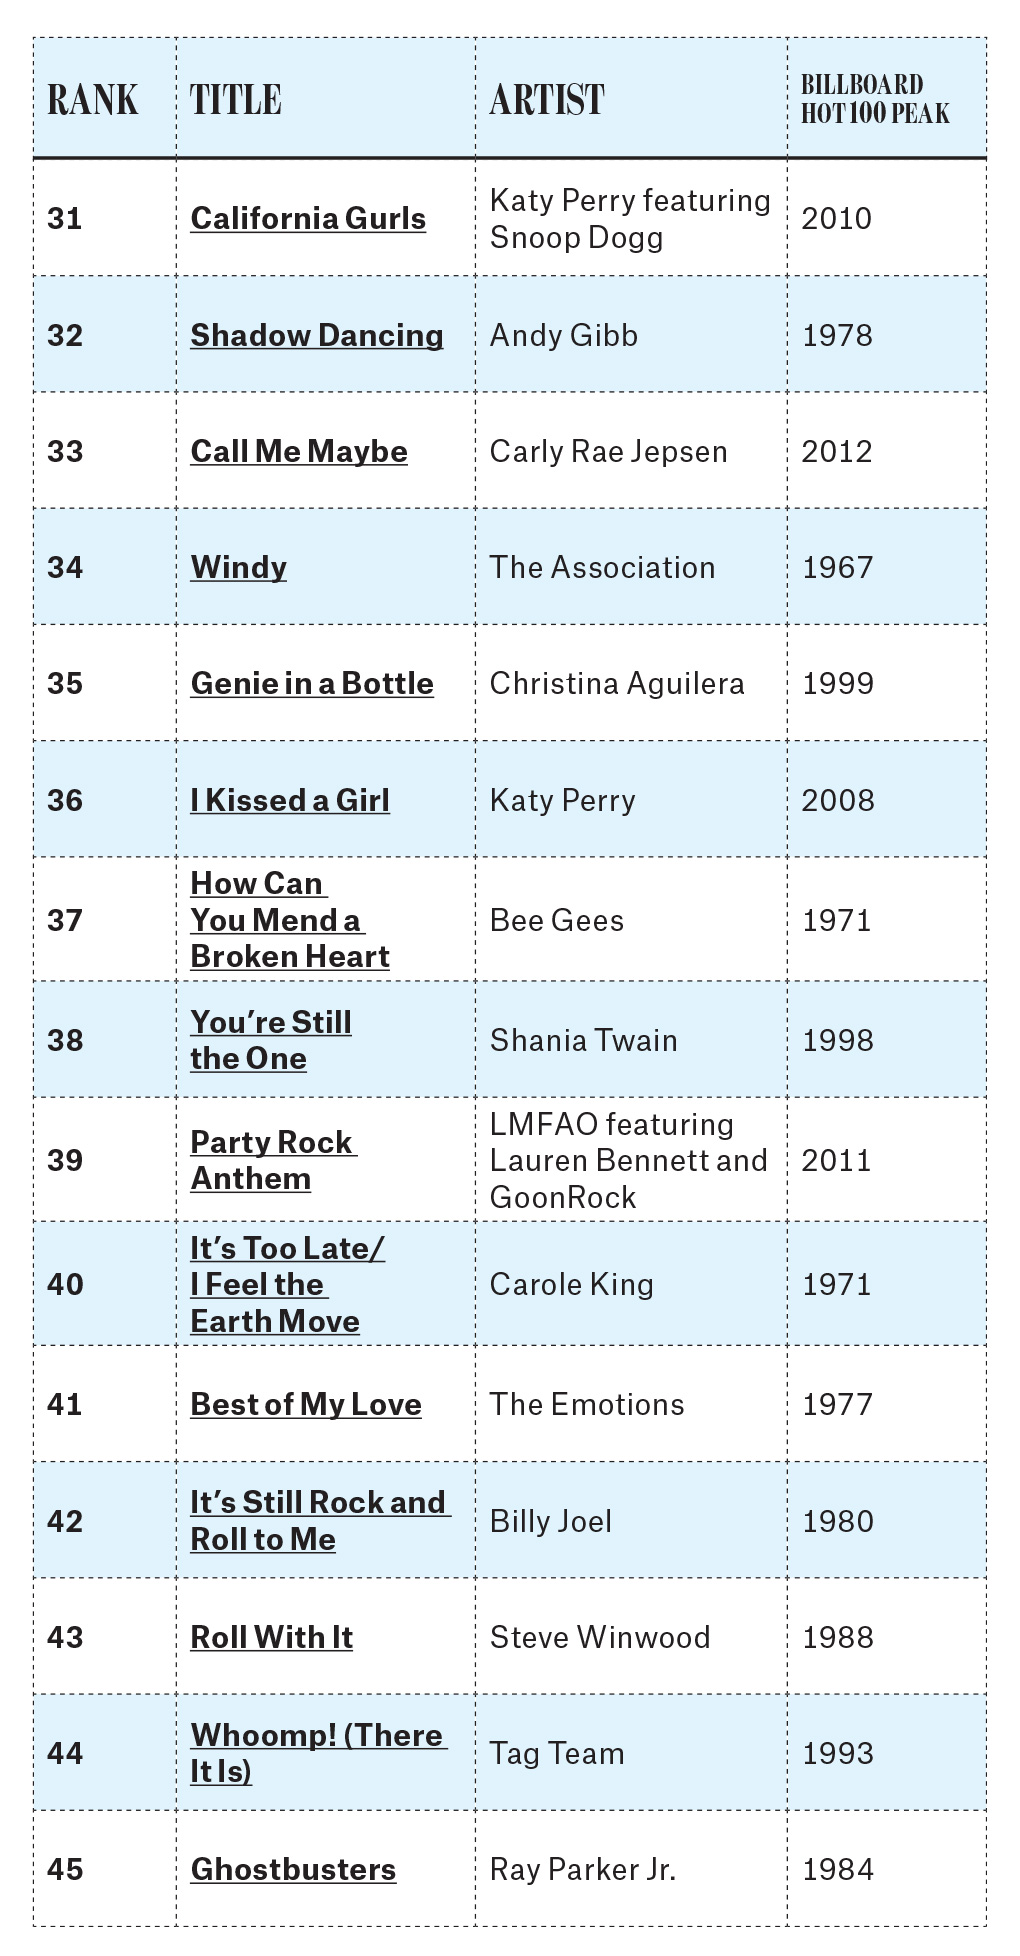 RANK
TITLE
ARTIST
BILLBOARD
HOT 100 PEAK
31
California Gurls
Katy Perry featuring
Snoop Dogg
2010
32
Shadow Dancing
Andy Gibb
1978
33
Call Me Maybe
Carly Rae Jepsen
2012
34
Windy
The Association
1967
35
Genie in a Bottle
Christina Aguilera
1999
36
I Kissed a Girl
Katy Perry
2008
37
How Can
You Mend a
Broken Heart
Bee Gees
1971
38
You’re Still
the One
Shania Twain
1998
39
Party Rock
Anthem
LMFAO featuring
Lauren Bennett and
GoonRock
2011
40
It’s Too Late/
I Feel the
Earth Move
Carole King
1971
41
Best of My Love
The Emotions
1977
42
It’s Still Rock and
Roll to Me
Billy Joel
1980
43
Roll With It
Steve Winwood
1988
44
Whoomp! (There
It Is)
Tag Team
1993
45
Ghostbusters
Ray Parker Jr.
1984